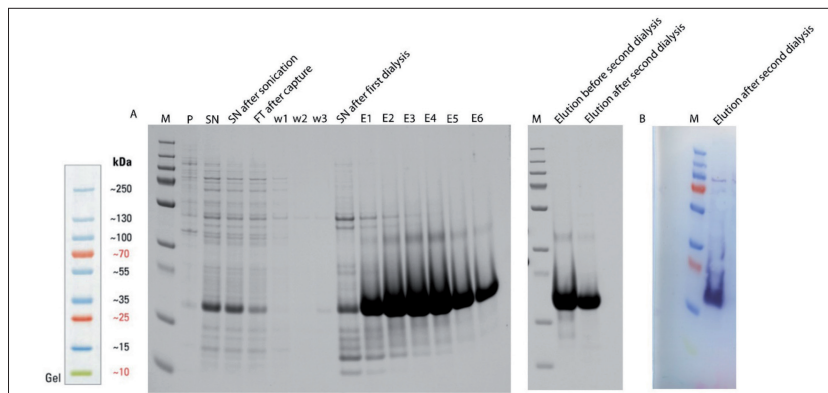 A
M
P
SN
SN after sonication
FT after capture
w1
w2
w3
SN after first dialysis
E1
E2
E3
E4
E5
E6
M
Elution before second dialysis
Elution after second dialysis
B
M
Elution after second dialysis
kDa
~250
~130
~100
~70
~55
~35
~25
~15
~10
Gel